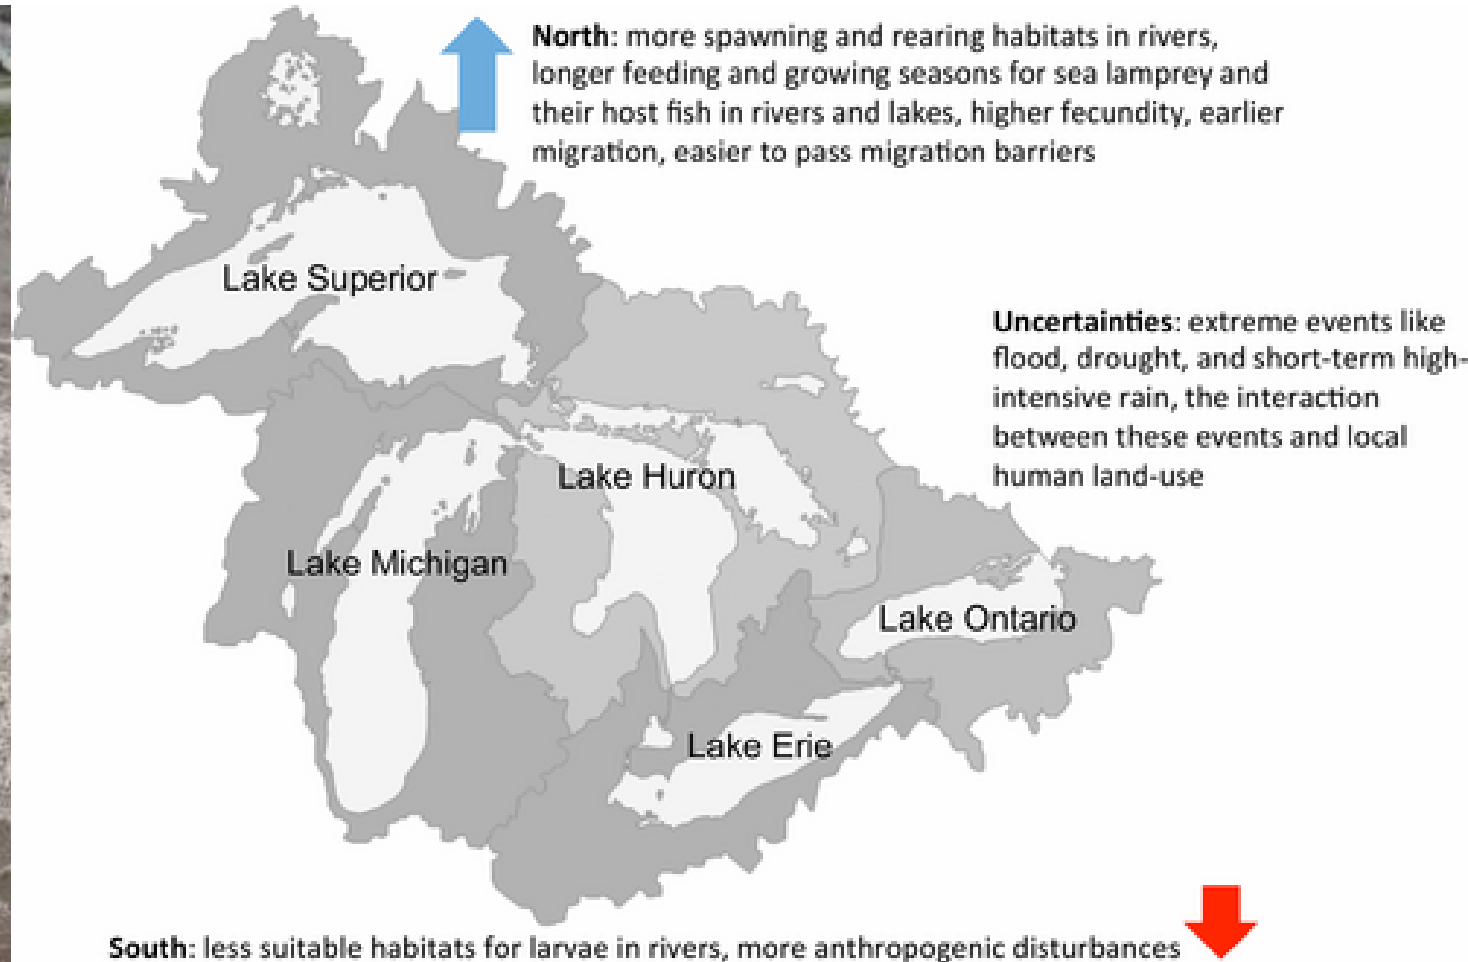 North: more spawning and rearing habitats in rivers,
longer feeding and growing seasons for sea lamprey and
their host fish in rivers and lakes, higher fecundity, earlier
migration, easier to pass migration barriers
Lake Superior
Uncertainties: extreme events like
flood, drought, and short-term high-
intensive rain, the interaction
between these events and local
human land-use
Lake Huron
Lake Michigan
Lake Ontario
Lake Erie
South: less suitable habitats for larvae in rivers, more anthropogenic disturbances